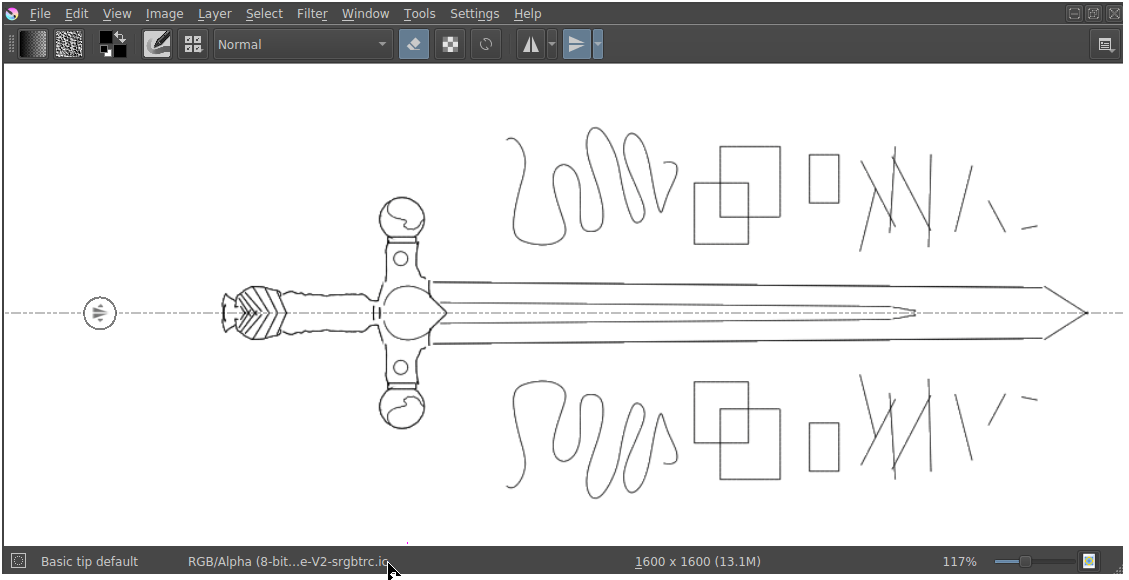 File Edit View Image Layer Select Filter Window Tools Settings Help
Normal
Basic tip default RGB/Alpha (8-bit...e-V2-srgbtrc.ic 1600 x 1600 (13.1M) 117%